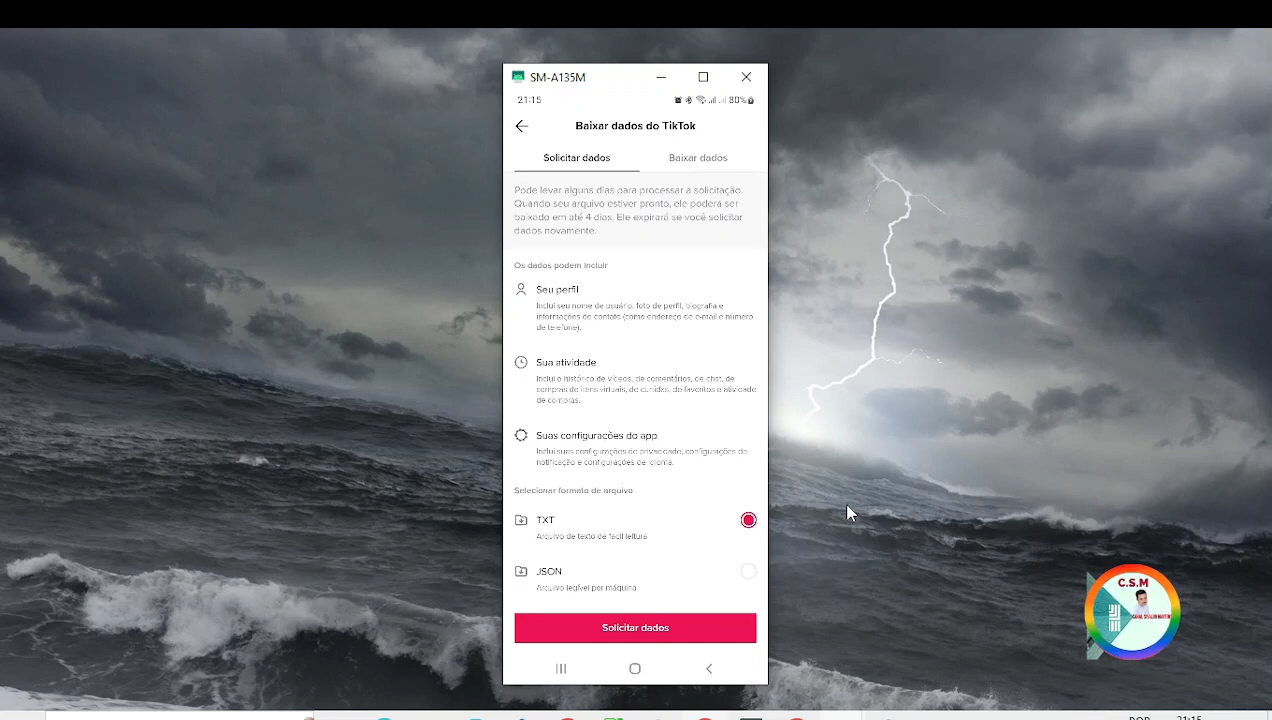 SM-A135M
21:15
80%
Baixar dados do TikTok
Solicitar dados
Baixar dados
Pode levar alguns dias para processar a solicitação.
Quando seu arquivo estiver pronto, ele poderá ser
baixado em até 4 dias. Ele expirará se você solicitar
dados novamente.
Os dados podem incluir
Seu perfil
Inclui seu nome de usuário, foto de perfil, biografia e
informações de contato (como endereço de e-mail e número
de telefone).
Sua atividade
Inclui o histórico de vídeos, de comentários, de chat, de
compras de itens virtuais, de curtidas, de favoritos e atividade
de compras.
Suas configurações do app
Inclui suas configurações de privacidade, configurações de
notificação e configurações de idioma.
Selecionar formato de arquivo
TXT
Arquivo de texto de fácil leitura
JSON
Arquivo legível por máquina
Solicitar dados
C.S.M
21:15